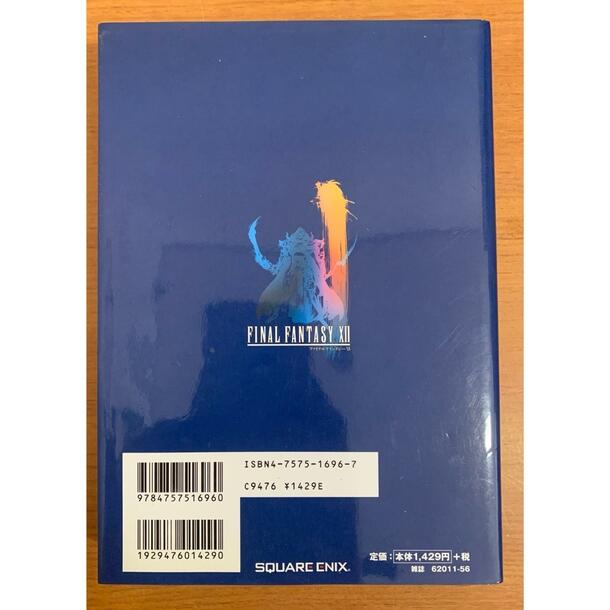 FINAL FANTASY XII
ファイナルファンタジーXII
ISBN4-7575-1696-7
C9476 ¥1429E
9784757516960
1929476014290
SQUARE ENIX.
定価：本体1,429円＋税
雑誌 62011-56